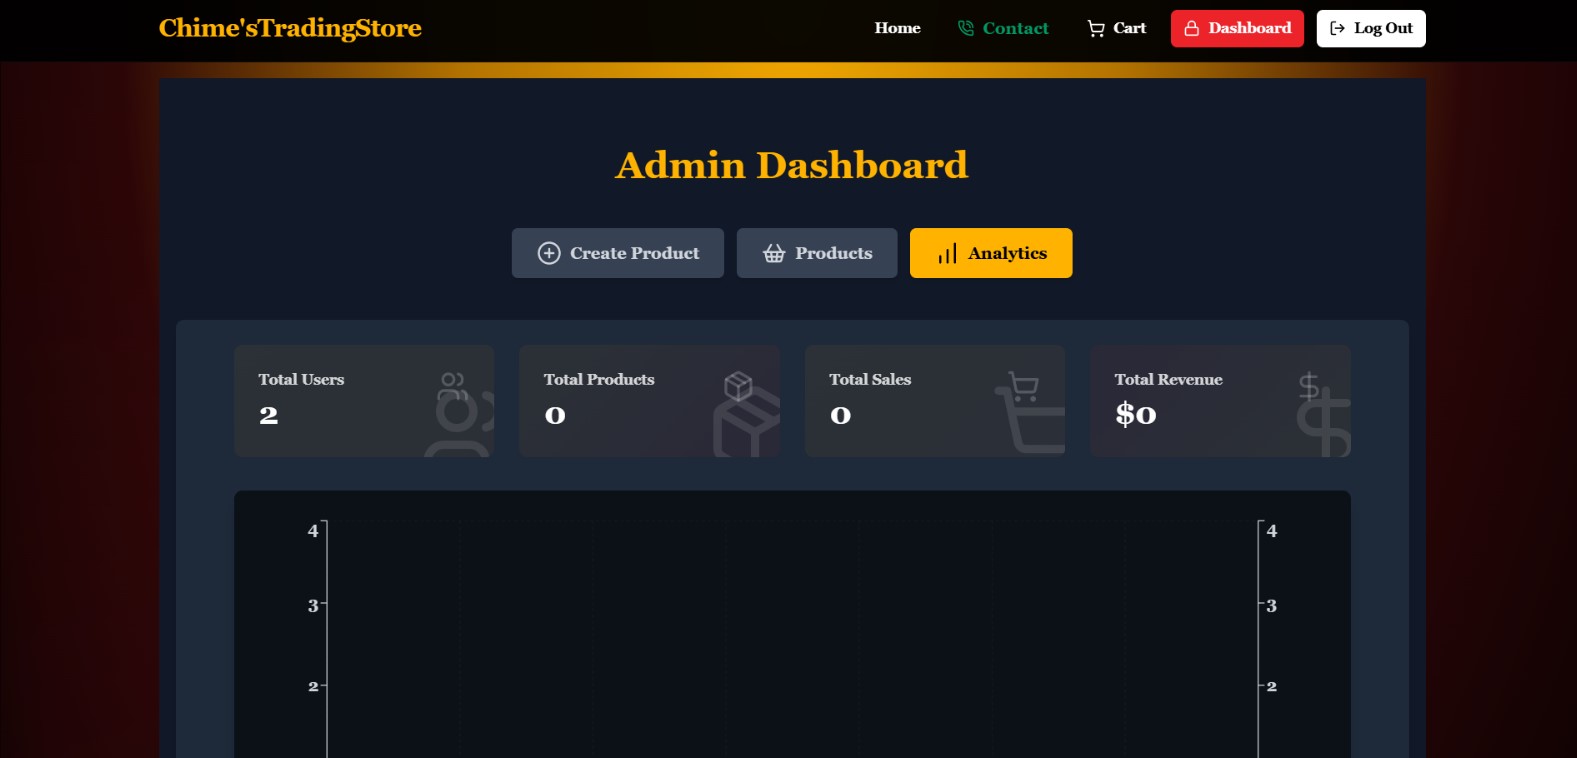 Chime'sTradingStore
Home Contact Cart Dashboard Log Out
Admin Dashboard
Create Product Products Analytics
Total Users Total Products Total Sales Total Revenue
2 0 0 $0
4 4
3 3
2 2